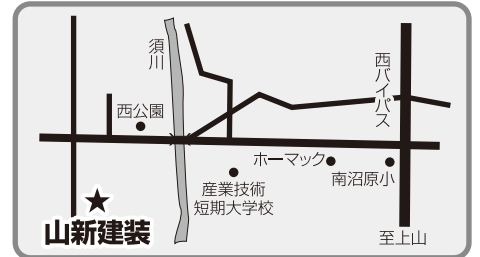 須川
西バイパス
西公園
ホーマック
南沼原小
産業技術
短期大学校
山新建装
至上山